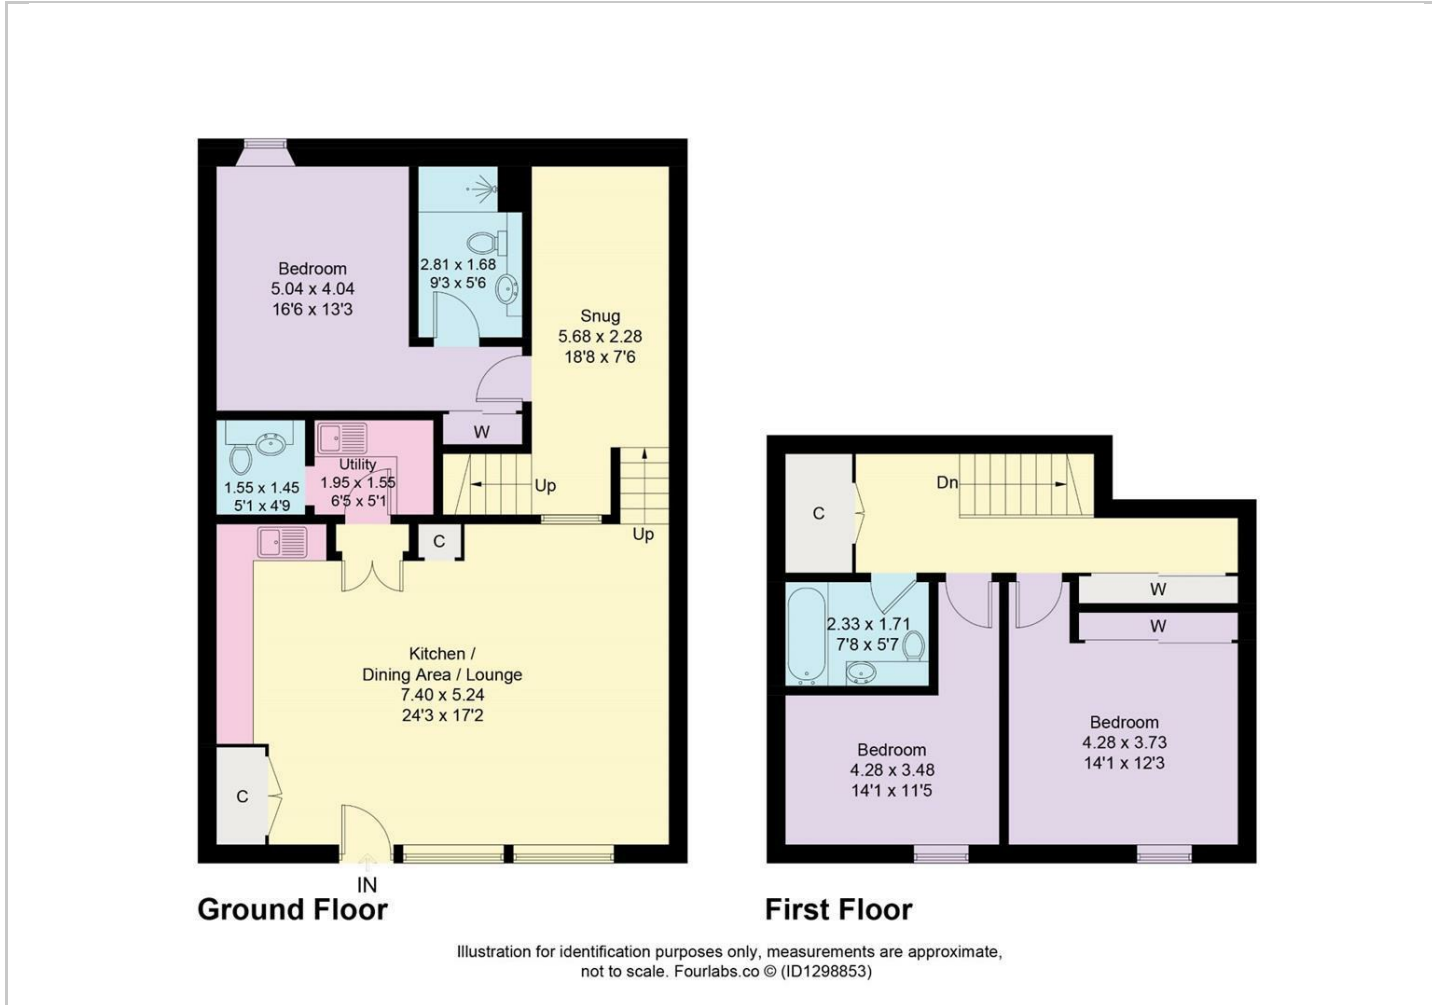 Bedroom
5.04 x 4.04
16'6 x 13'3
2.81 x 1.68
9'3 x 5'6
Snug
5.68 x 2.28
18'8 x 7'6
W
1.55 x 1.45
5'1 x 4'9
Utility
1.95 x 1.55
6'5 x 5'1
Up
Up
C
Kitchen /
Dining Area / Lounge
7.40 x 5.24
24'3 x 17'2
C
IN
Ground Floor
Dn
C
W
W
2.33 x 1.71
7'8 x 5'7
Bedroom
4.28 x 3.48
14'1 x 11'5
Bedroom
4.28 x 3.73
14'1 x 12'3
First Floor
Illustration for identification purposes only, measurements are approximate,
not to scale. Fourlabs.co © (ID1298853)